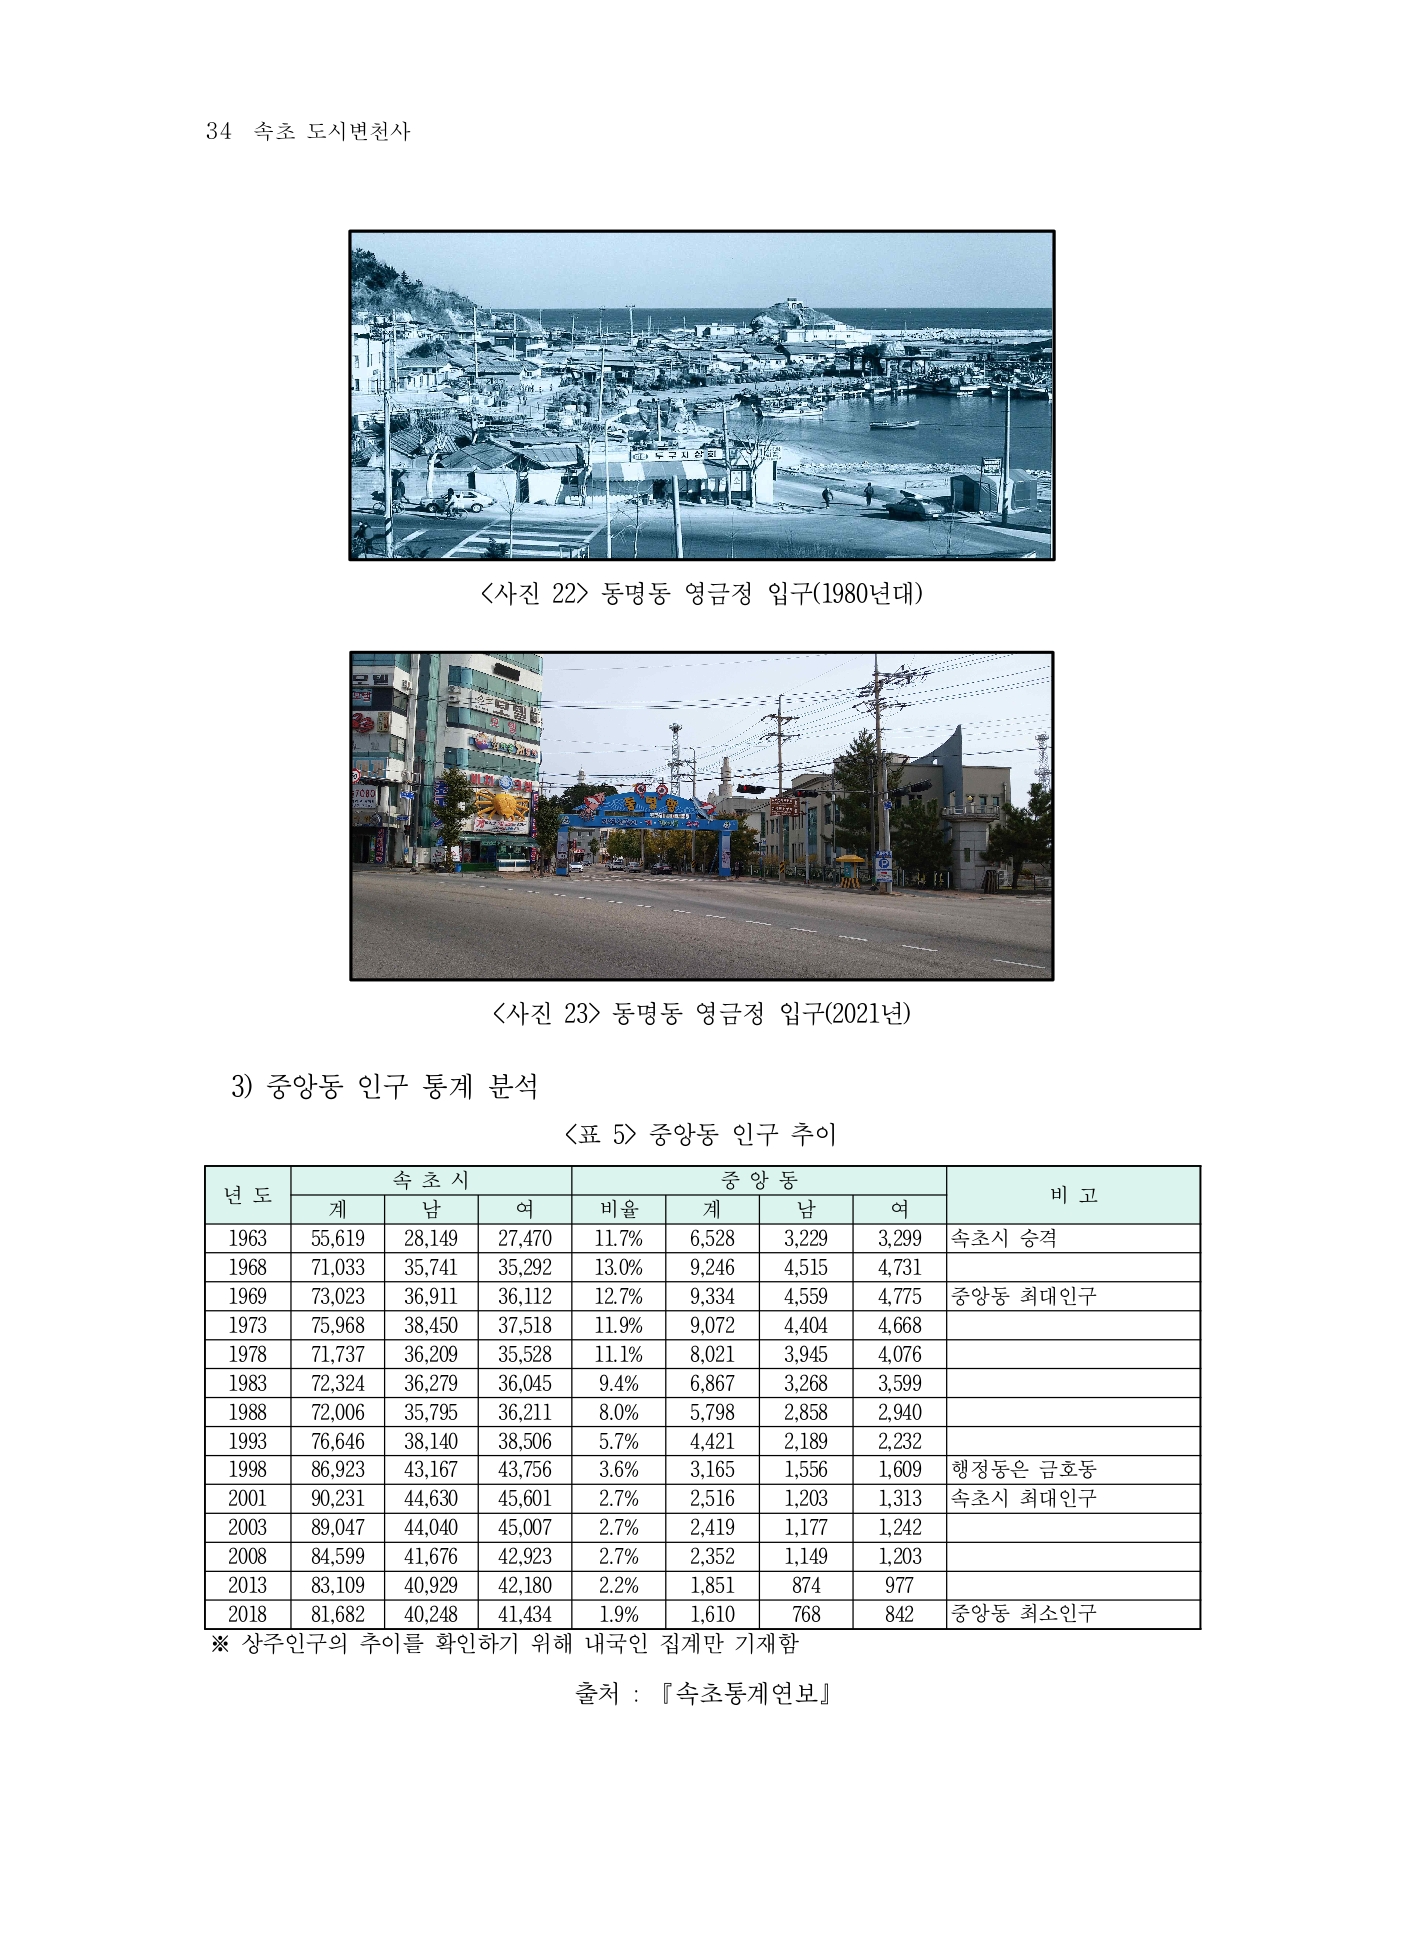 34 속초 도시변천사
도구지상회
<사진 22> 동명동 영금정 입구(1980년대)
모텔
동명항
<사진 23> 동명동 영금정 입구(2021년)
3) 중앙동 인구 통계 분석
<표 5> 중앙동 인구 추이
년 도 속 초 시 중 앙 동 비 고
계 남 여 비율 계 남 여
1963 55,619 28,149 27,470 11.7% 6,528 3,229 3,299 속초시 승격
1968 71,033 35,741 35,292 13.0% 9,246 4,515 4,731
1969 73,023 36,911 36,112 12.7% 9,334 4,559 4,775 중앙동 최대인구
1973 75,968 38,450 37,518 11.9% 9,072 4,404 4,668
1978 71,737 36,209 35,528 11.1% 8,021 3,945 4,076
1983 72,324 36,279 36,045 9.4% 6,867 3,268 3,599
1988 72,006 35,795 36,211 8.0% 5,798 2,858 2,940
1993 76,646 38,140 38,506 5.7% 4,421 2,189 2,232
1998 86,923 43,167 43,756 3.6% 3,165 1,556 1,609 행정동은 금호동
2001 90,231 44,630 45,601 2.7% 2,516 1,203 1,313 속초시 최대인구
2003 89,047 44,040 45,007 2.7% 2,419 1,177 1,242
2008 84,599 41,676 42,923 2.7% 2,352 1,149 1,203
2013 83,109 40,929 42,180 2.2% 1,851 874 977
2018 81,682 40,248 41,434 1.9% 1,610 768 842 중앙동 최소인구
※ 상주인구의 추이를 확인하기 위해 내국인 집계만 기재함
출처 : 『속초통계연보』